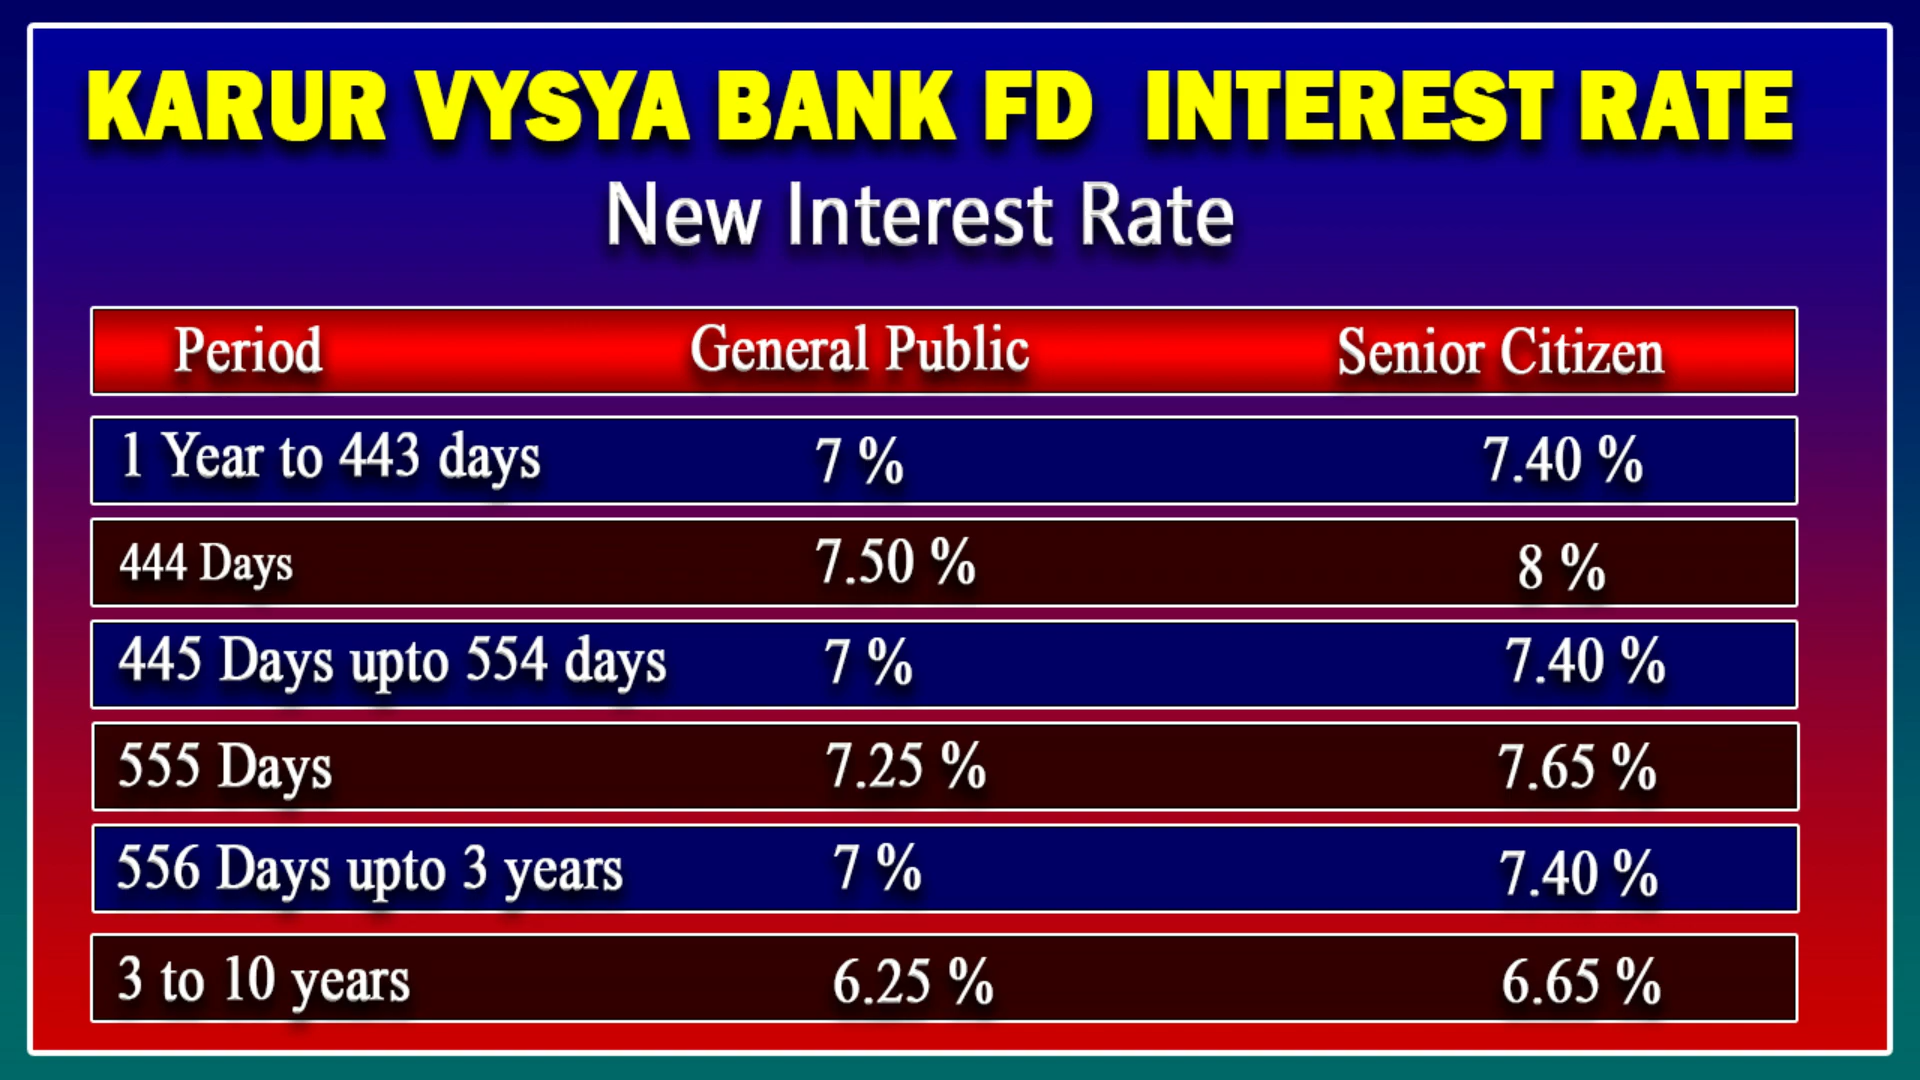 KARUR VYSYA BANK FD INTEREST RATE
New Interest Rate
Period General Public Senior Citizen
1 Year to 443 days 7 % 7.40 %
444 Days 7.50 % 8 %
445 Days upto 554 days 7 % 7.40 %
555 Days 7.25 % 7.65 %
556 Days upto 3 years 7 % 7.40 %
3 to 10 years 6.25 % 6.65 %